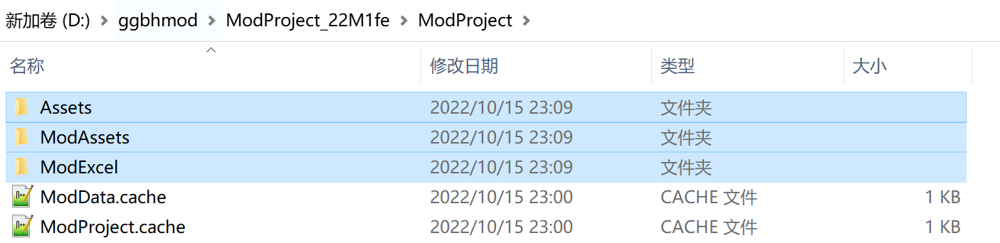 新加卷 (D:) > ggbhmod > ModProject_22M1fe > ModProject >
名称 修改日期 类型 大小
Assets 2022/10/15 23:09 文件夹
ModAssets 2022/10/15 23:09 文件夹
ModExcel 2022/10/15 23:09 文件夹
ModData.cache 2022/10/15 23:00 CACHE 文件 1 KB
ModProject.cache 2022/10/15 23:00 CACHE 文件 1 KB